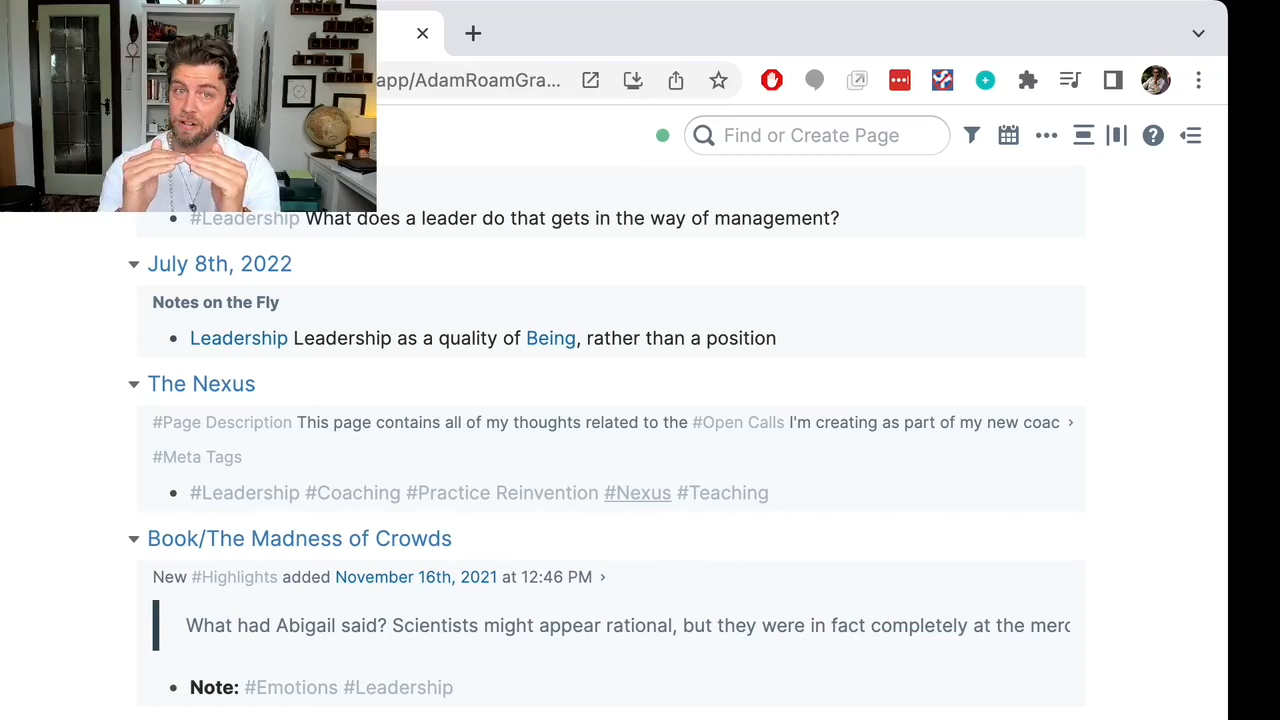 app/AdamRoamGra...
Find or Create Page
#Leadership What does a leader do that gets in the way of management?
July 8th, 2022
Notes on the Fly
Leadership Leadership as a quality of Being, rather than a position
The Nexus
#Page Description This page contains all of my thoughts related to the #Open Calls I'm creating as part of my new coac
#Meta Tags
#Leadership #Coaching #Practice Reinvention #Nexus #Teaching
Book/The Madness of Crowds
New #Highlights added November 16th, 2021 at 12:46 PM
What had Abigail said? Scientists might appear rational, but they were in fact completely at the merc
Note: #Emotions #Leadership